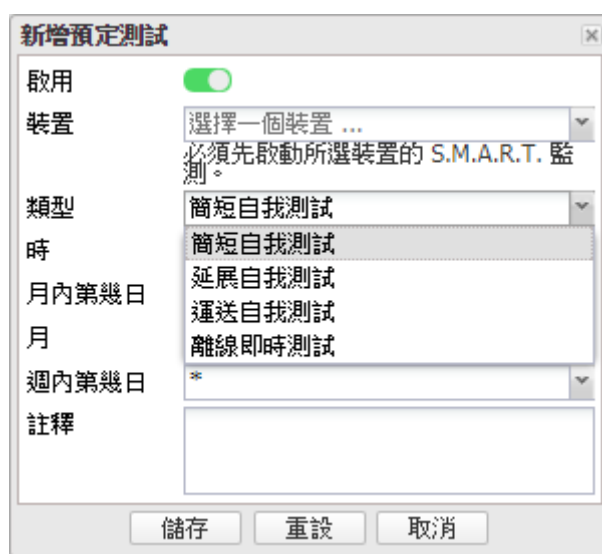 新增預定測試
啟用
裝置
選擇一個裝置 ...
必須先啟動所選裝置的 S.M.A.R.T. 監
測。
類型
簡短自我測試
時
簡短自我測試
延展自我測試
月內第幾日
運送自我測試
月
離線即時測試
週內第幾日
*
註釋
儲存
重設
取消